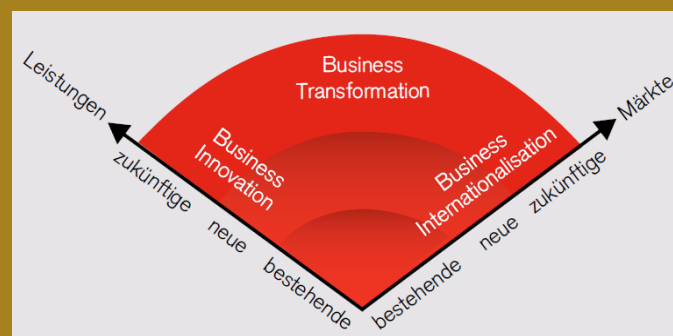 Business
Transformation
Leistungen
Märkte
Business
Innovation
Business
Internationalisation
zukünftige
neue
bestehende
bestehende
neue
zukünftige